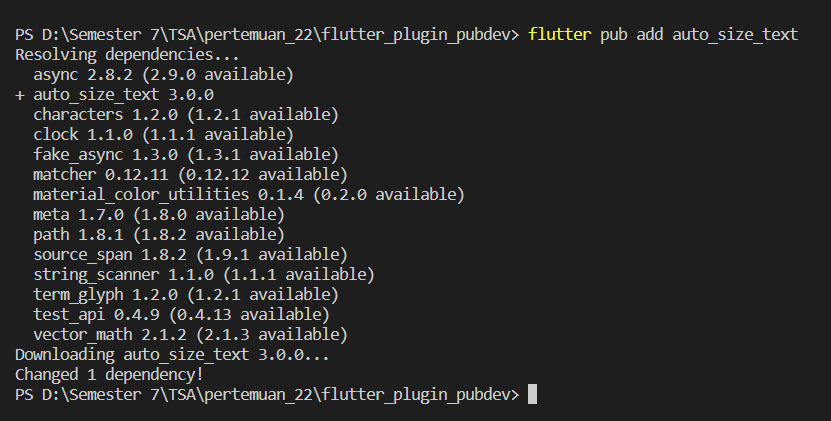 PS D:\Semester 7\TSA\pertemuan_22\flutter_plugin_pubdev> flutter pub add auto_size_text
Resolving dependencies...
  async 2.8.2 (2.9.0 available)
+ auto_size_text 3.0.0
  characters 1.2.0 (1.2.1 available)
  clock 1.1.0 (1.1.1 available)
  fake_async 1.3.0 (1.3.1 available)
  matcher 0.12.11 (0.12.12 available)
  material_color_utilities 0.1.4 (0.2.0 available)
  meta 1.7.0 (1.8.0 available)
  path 1.8.1 (1.8.2 available)
  source_span 1.8.2 (1.9.1 available)
  string_scanner 1.1.0 (1.1.1 available)
  term_glyph 1.2.0 (1.2.1 available)
  test_api 0.4.9 (0.4.13 available)
  vector_math 2.1.2 (2.1.3 available)
Downloading auto_size_text 3.0.0...
Changed 1 dependency!
PS D:\Semester 7\TSA\pertemuan_22\flutter_plugin_pubdev>